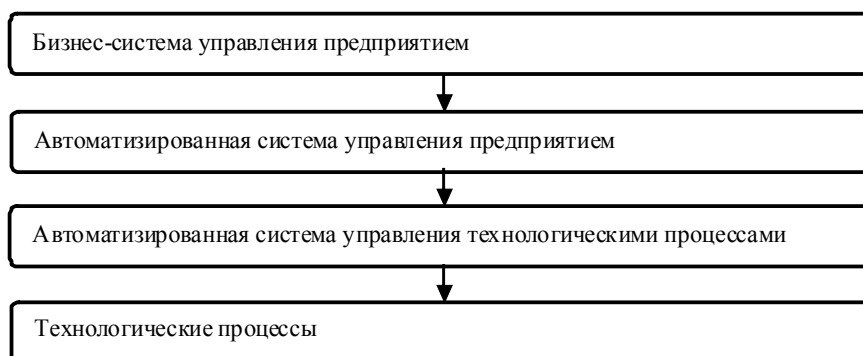 Бизнес-система управления предприятием
Автоматизированная система управления предприятием
Автоматизированная система управления технологическими процессами
Технологические процессы